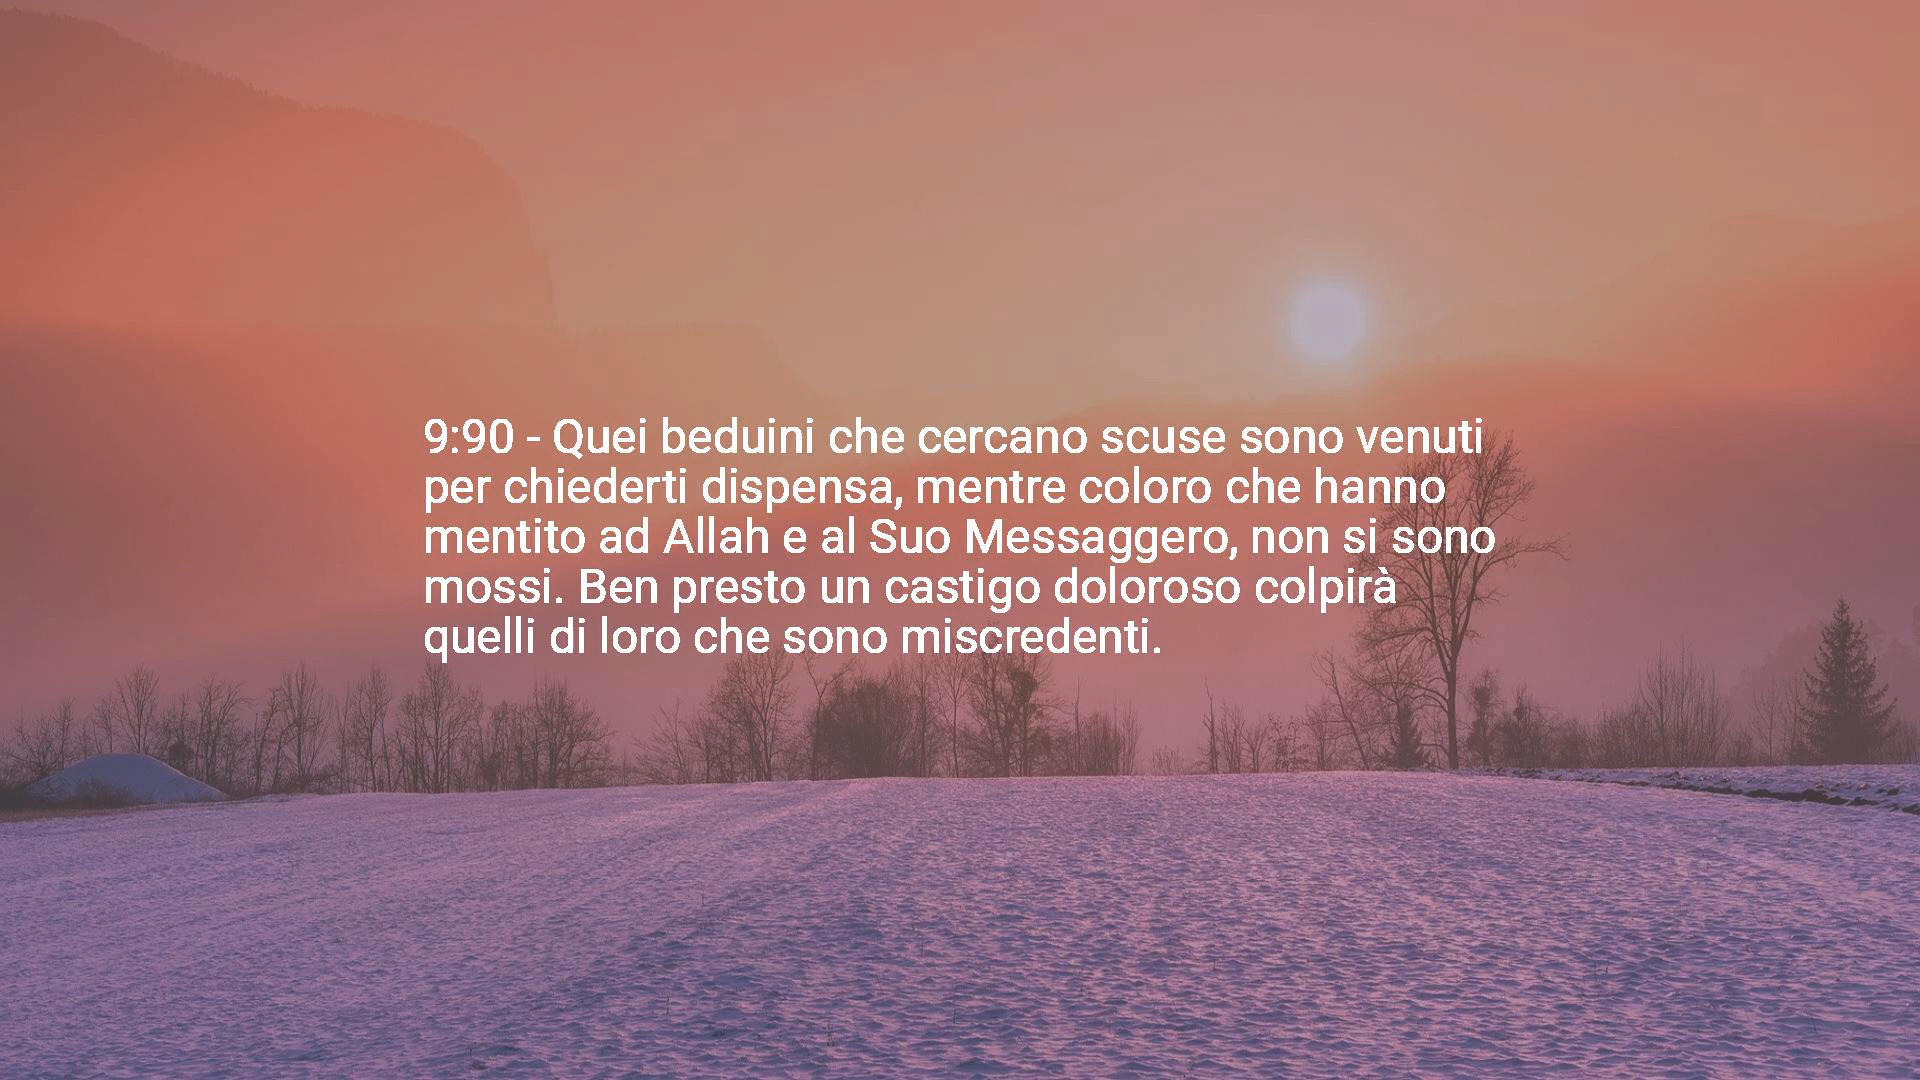 9:90 - Quei beduini che cercano scuse sono venuti
per chiederti dispensa, mentre coloro che hanno
mentito ad Allah e al Suo Messaggero, non si sono
mossi. Ben presto un castigo doloroso colpirà
quelli di loro che sono miscredenti.